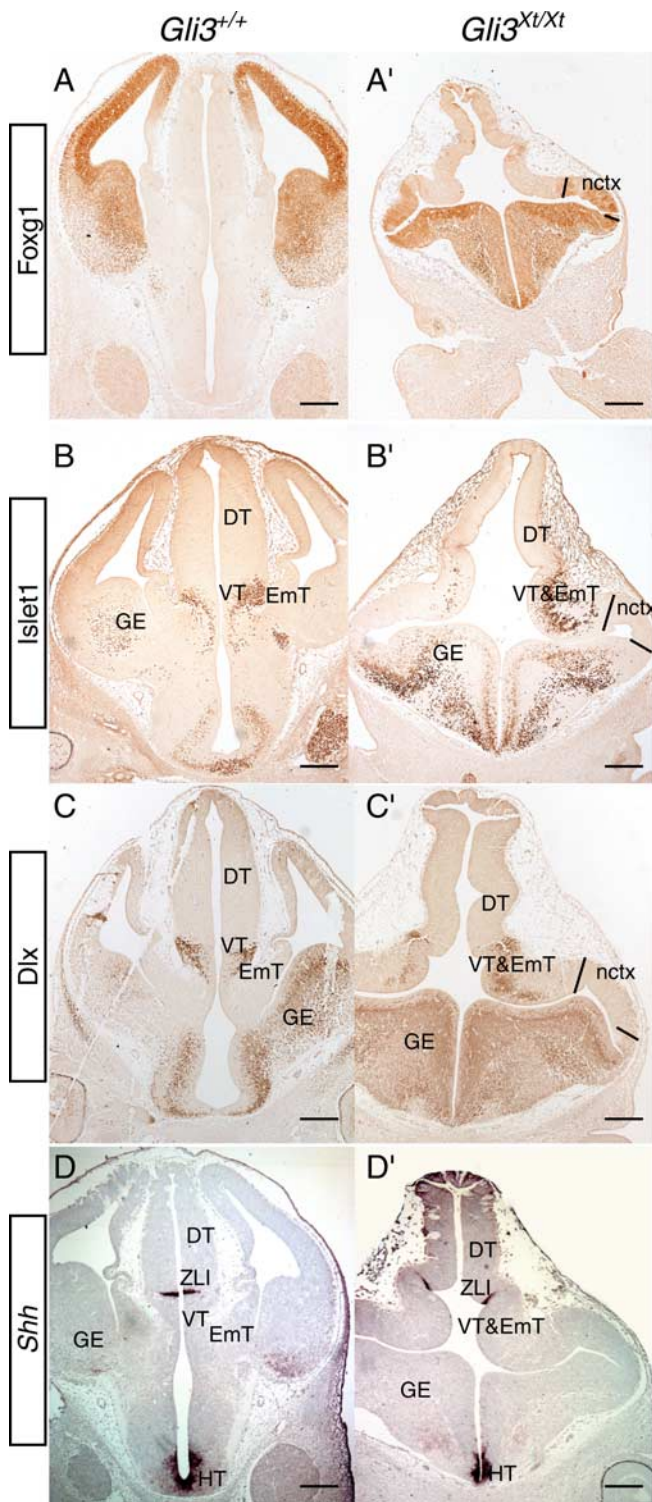 Gli3+/+ Gli3Xt/Xt
Foxg1
A
A'
nctx
Islet1
B
DT
VT EmT
GE
B'
DT
VT&EmT
nctx
GE
Dlx
C
DT
VT
EmT
GE
C'
DT
VT&EmT
nctx
GE
Shh
D
DT
ZLI
VT
EmT
GE
HT
D'
DT
ZLI
VT&EmT
GE
HT